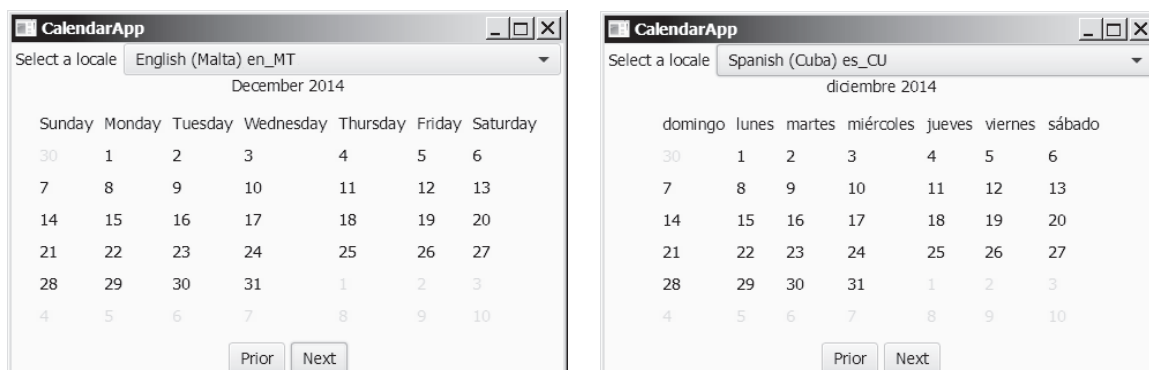 CalendarApp
Select a locale English (Malta) en_MT
December 2014
Sunday Monday Tuesday Wednesday Thursday Friday Saturday
30 1 2 3 4 5 6
7 8 9 10 11 12 13
14 15 16 17 18 19 20
21 22 23 24 25 26 27
28 29 30 31 1 2 3
4 5 6 7 8 9 10
Prior Next
CalendarApp
Select a locale Spanish (Cuba) es_CU
diciembre 2014
domingo lunes martes miércoles jueves viernes sábado
30 1 2 3 4 5 6
7 8 9 10 11 12 13
14 15 16 17 18 19 20
21 22 23 24 25 26 27
28 29 30 31 1 2 3
4 5 6 7 8 9 10
Prior Next